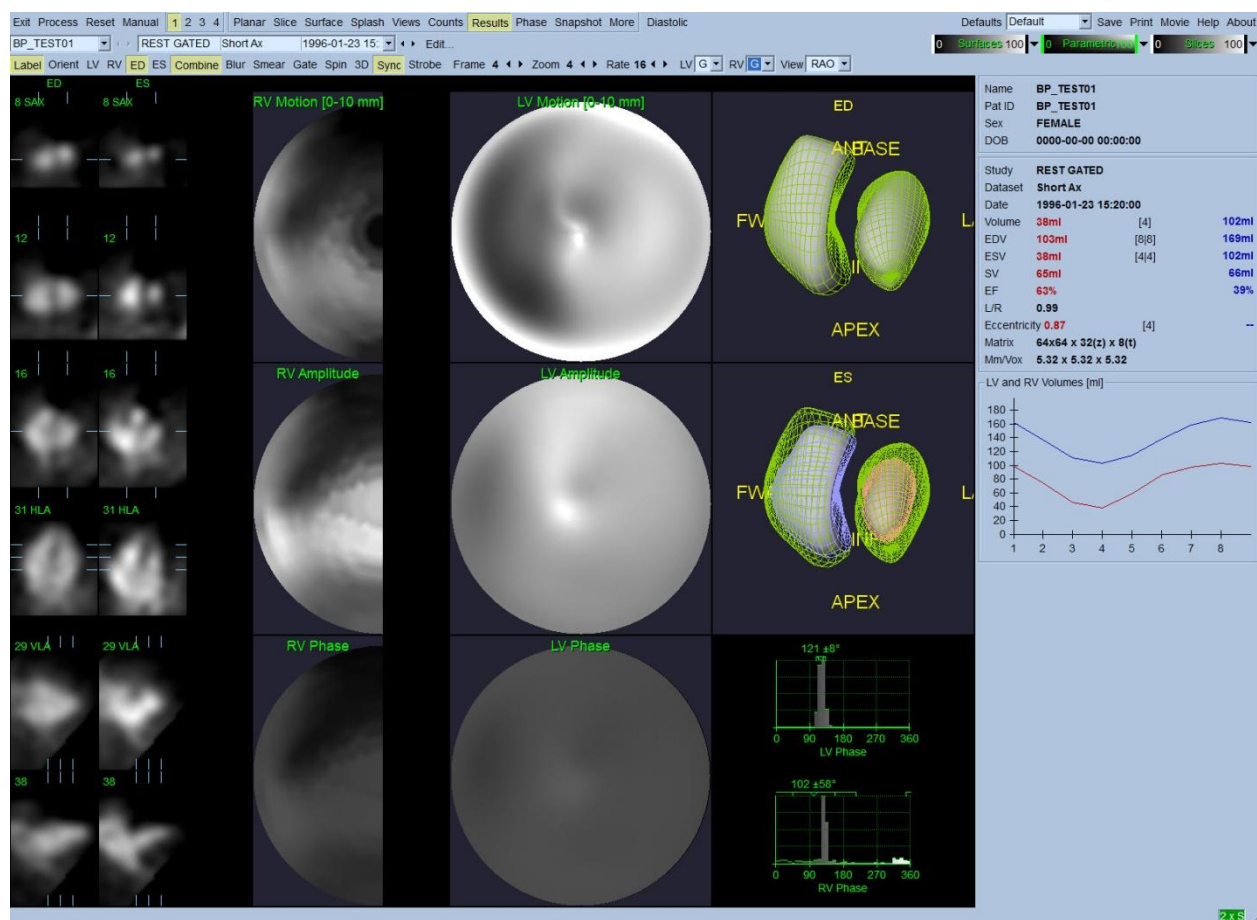 Exit Process Reset Manual 1 2 3 4 Planar Slice Surface Splash Views Counts Results Phase Snapshot More Diastolic Defaults Default Save Print Movie Help About
BP_TEST01 REST GATED Short Ax 1996-01-23 15: Edit... 0 Surfaces 100 0 Parametric 0 Slices 100
Label Orient LV RV ED ES Combine Blur Smear Gate Spin 3D Sync Strobe Frame 4 Zoom 4 Rate 16 LV G RV G View RAO
ED ES
8 SAX 8 SAX
12 12
16 16
31 HLA 31 HLA
29 VLA 29 VLA
38 38
RV Motion [0-10 mm] LV Motion [0-10 mm] ED
ANT BASE
FW
INF
APEX
RV Amplitude LV Amplitude ES
ANT BASE
FW
INF
APEX
RV Phase LV Phase
121 ±8°
0 90 180 270 360
LV Phase
102 ±58°
0 90 180 270 360
RV Phase
Name BP_TEST01
Pat ID BP_TEST01
Sex FEMALE
DOB 0000-00-00 00:00:00
Study REST GATED
Dataset Short Ax
Date 1996-01-23 15:20:00
Volume 38ml [4] 102ml
EDV 103ml [8|8] 169ml
ESV 38ml [4|4] 102ml
SV 65ml 66ml
EF 63% 39%
L/R 0.99
Eccentricity 0.87 [4] --
Matrix 64x64 x 32(z) x 8(t)
Mm/Vox 5.32 x 5.32 x 5.32
LV and RV Volumes [ml]
180
160
140
120
100
80
60
40
20
0
1 2 3 4 5 6 7 8
2 x S